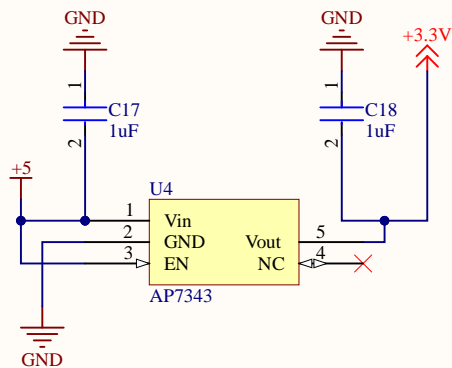 GND
GND
+3.3V
1
C17
1uF
2
1
C18
1uF
2
+5
U4
1
Vin
2
GND
Vout
5
3
EN
NC
4
AP7343
GND